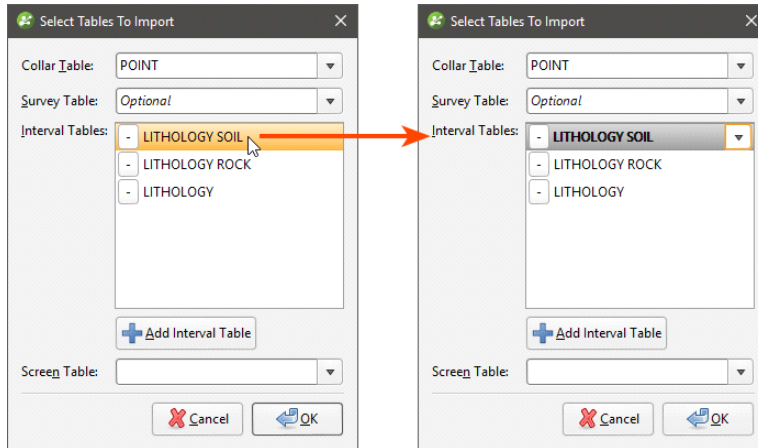 Select Tables To Import
Collar Table: POINT
Survey Table: Optional
Interval Tables: - LITHOLOGY SOIL
- LITHOLOGY ROCK
- LITHOLOGY
Add Interval Table
Screen Table:
Cancel OK
Select Tables To Import
Collar Table: POINT
Survey Table: Optional
Interval Tables: - LITHOLOGY SOIL
- LITHOLOGY ROCK
- LITHOLOGY
Add Interval Table
Screen Table:
Cancel OK